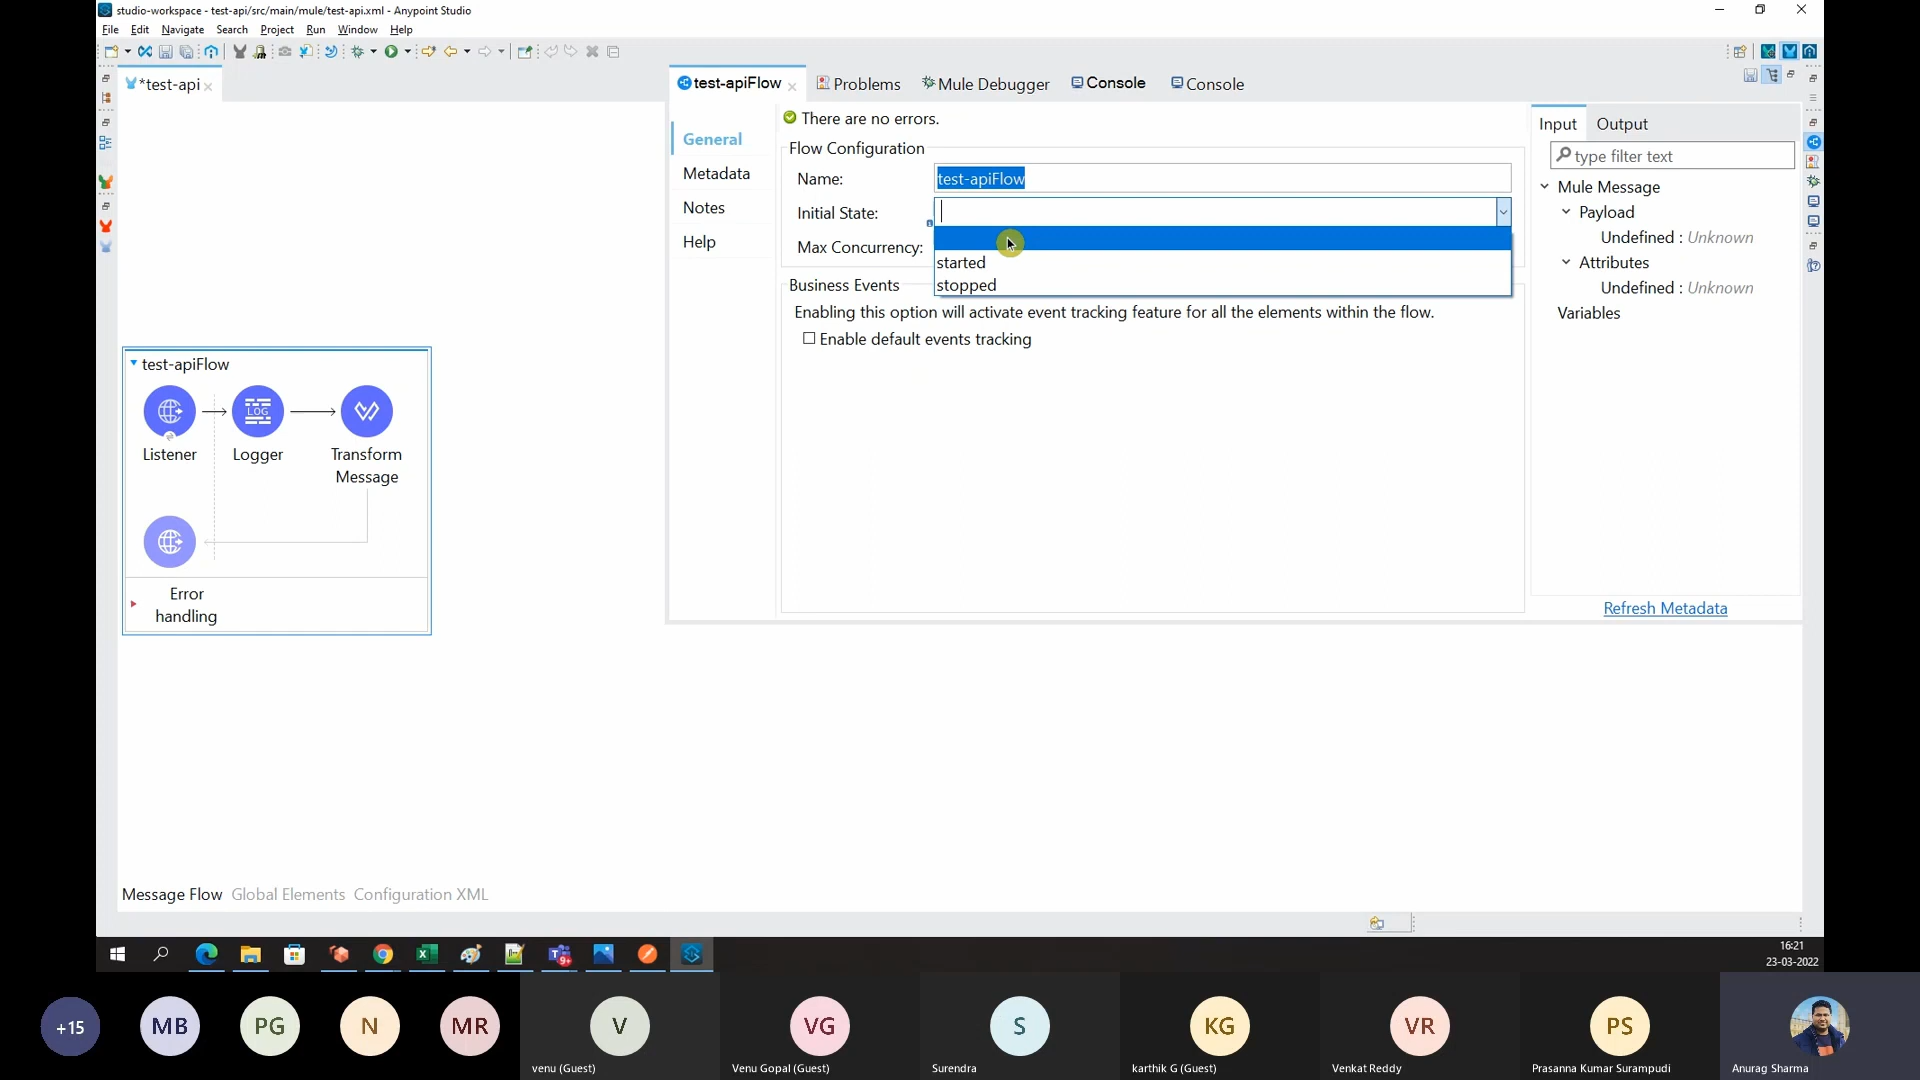 studio-workspace - test-api/src/main/mule/test-api.xml - Anypoint Studio
File Edit Navigate Search Project Run Window Help
*test-api
test-apiFlow
Problems
Mule Debugger
Console
Console
General
Metadata
Notes
Help
There are no errors.
Flow Configuration
Name: test-apiFlow
Initial State:
Max Concurrency:
started
stopped
Business Events
Enabling this option will activate event tracking feature for all the elements within the flow.
Enable default events tracking
Input Output
type filter text
Mule Message
Payload
Undefined : Unknown
Attributes
Undefined : Unknown
Variables
Refresh Metadata
test-apiFlow
LOG
Listener
Logger
Transform
Message
Error
handling
Message Flow Global Elements Configuration XML
9+
16:21
23-03-2022
+15
MB
PG
N
MR
V
VG
S
KG
VR
PS
venu (Guest)
Venu Gopal (Guest)
Surendra
karthik G (Guest)
Venkat Reddy
Prasanna Kumar Surampudi
Anurag Sharma